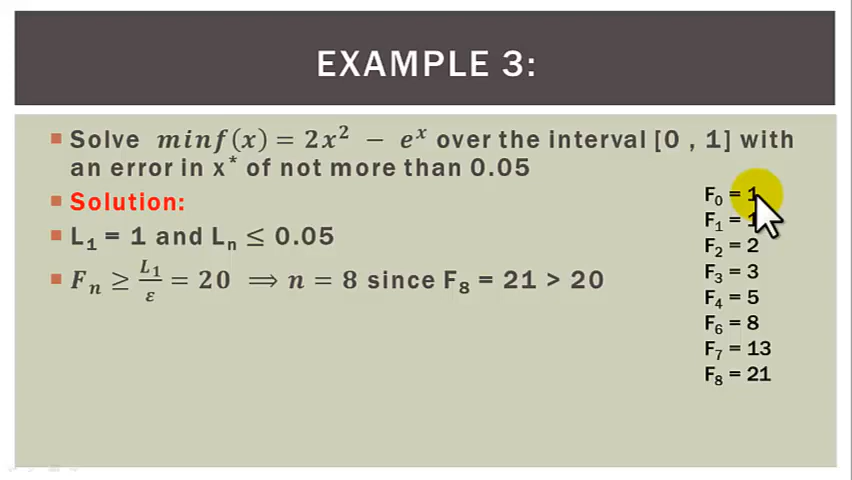 EXAMPLE 3:
Solve minf(x) = 2x² − eˣ over the interval [0 , 1] with
an error in x* of not more than 0.05
Solution:
L₁ = 1 and Lₙ ≤ 0.05
Fₙ ≥ L₁/ε = 20 ⟹ n = 8 since F₈ = 21 > 20
F₀ = 1
F₁ = 1
F₂ = 2
F₃ = 3
F₄ = 5
F₆ = 8
F₇ = 13
F₈ = 21